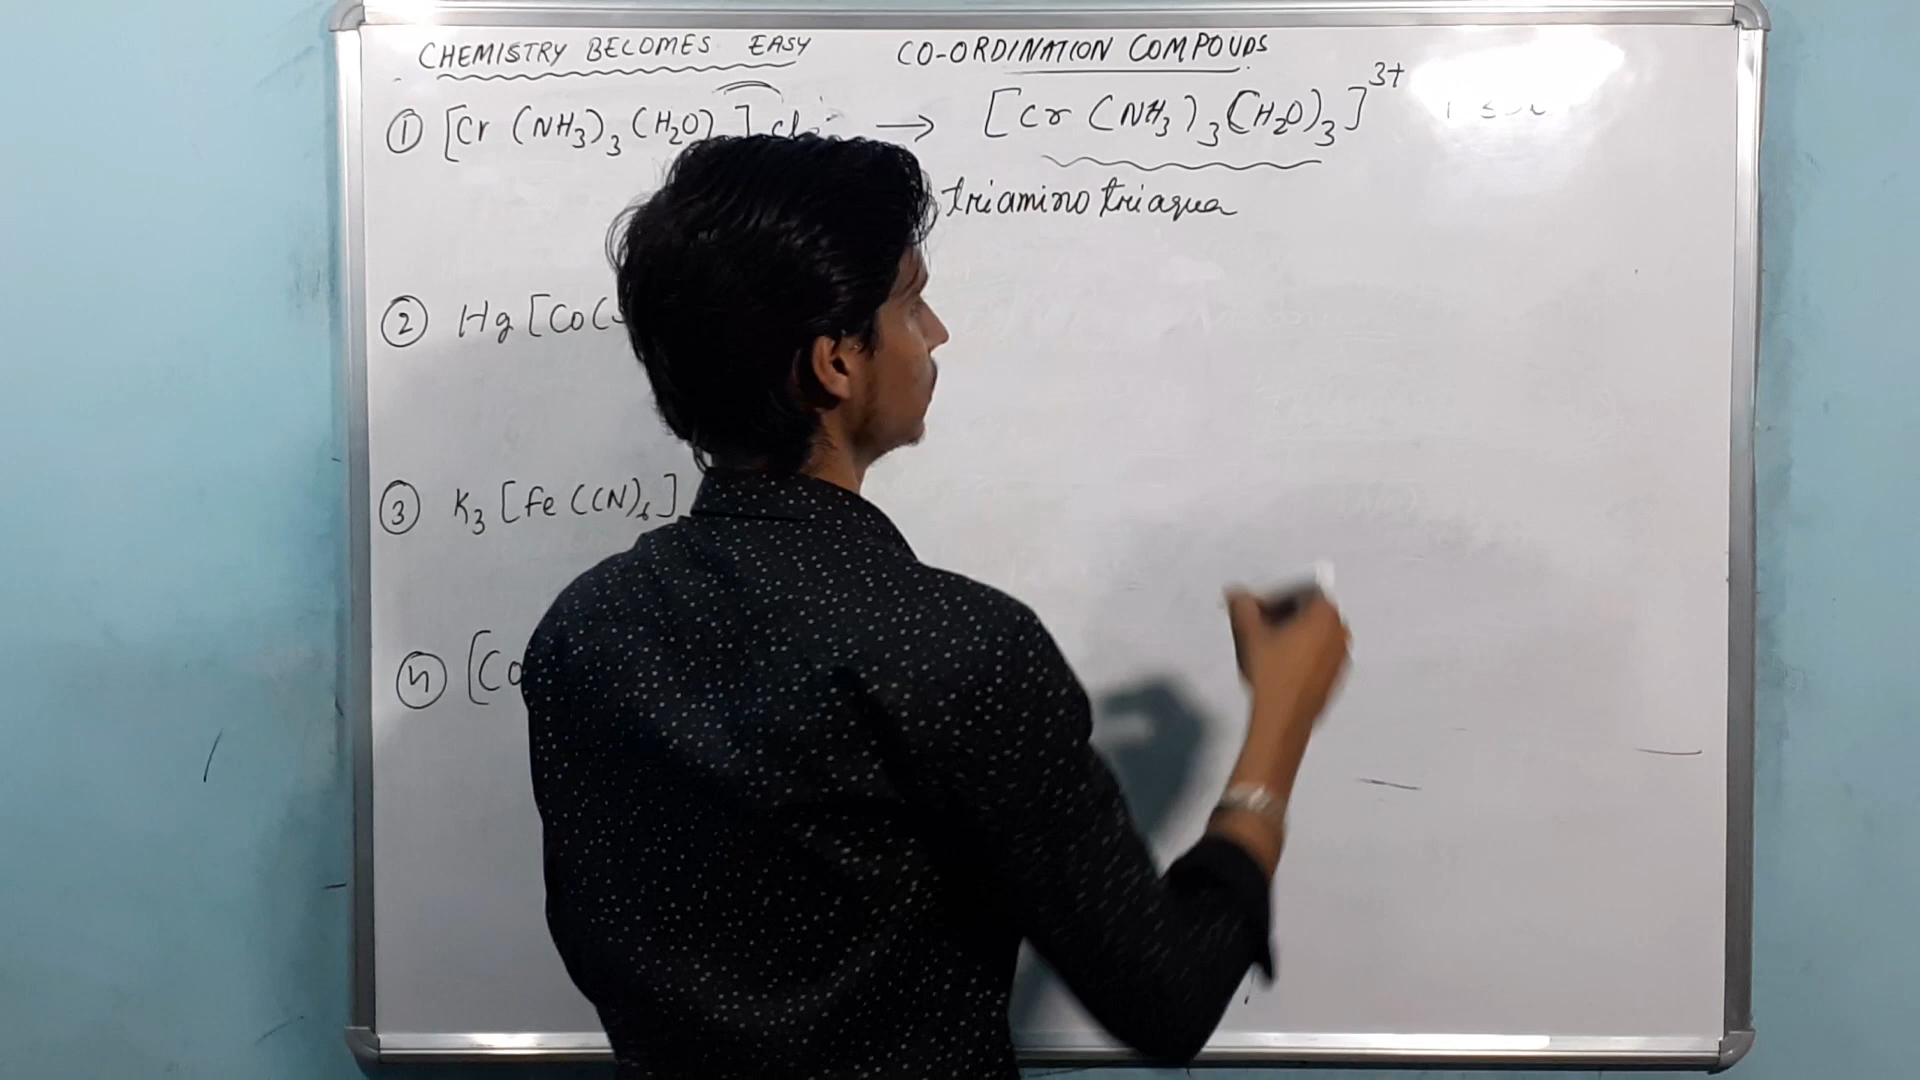 CHEMISTRY BECOMES EASY CO-ORDINATION COMPOUDS
① [Cr (NH₃)₃ (H₂O) ] → [Cr (NH₃)₃(H₂O)₃]³⁺
triamino triaqua
② Hg [Co(
③ K₃ [Fe (CN)₆]
④ [Co